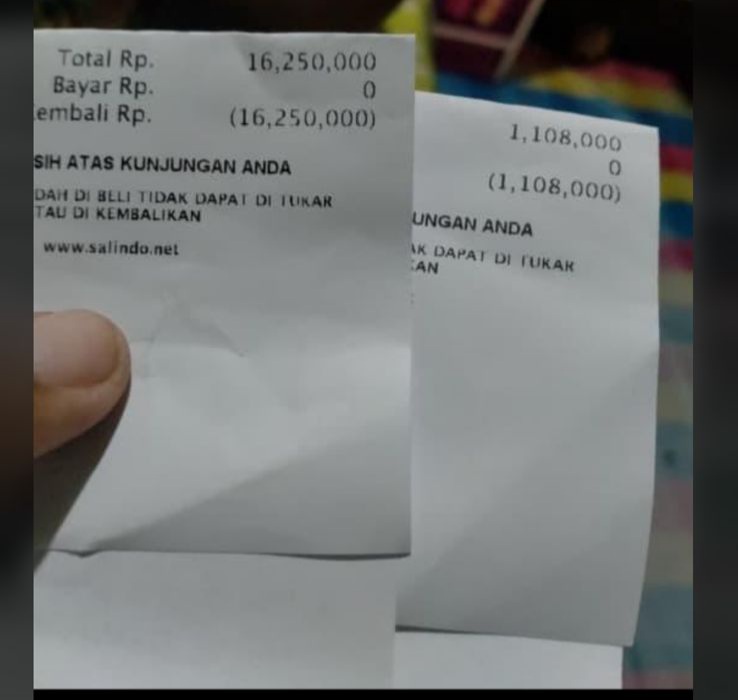 Total Rp. 16,250,000
Bayar Rp. 0
embali Rp. (16,250,000)
SIH ATAS KUNJUNGAN ANDA
DAH DI BELI TIDAK DAPAT DI TUKAR
TAU DI KEMBALIKAN
www.salindo.net
1,108,000
0
(1,108,000)
UNGAN ANDA
AK DAPAT DI TUKAR
KAN